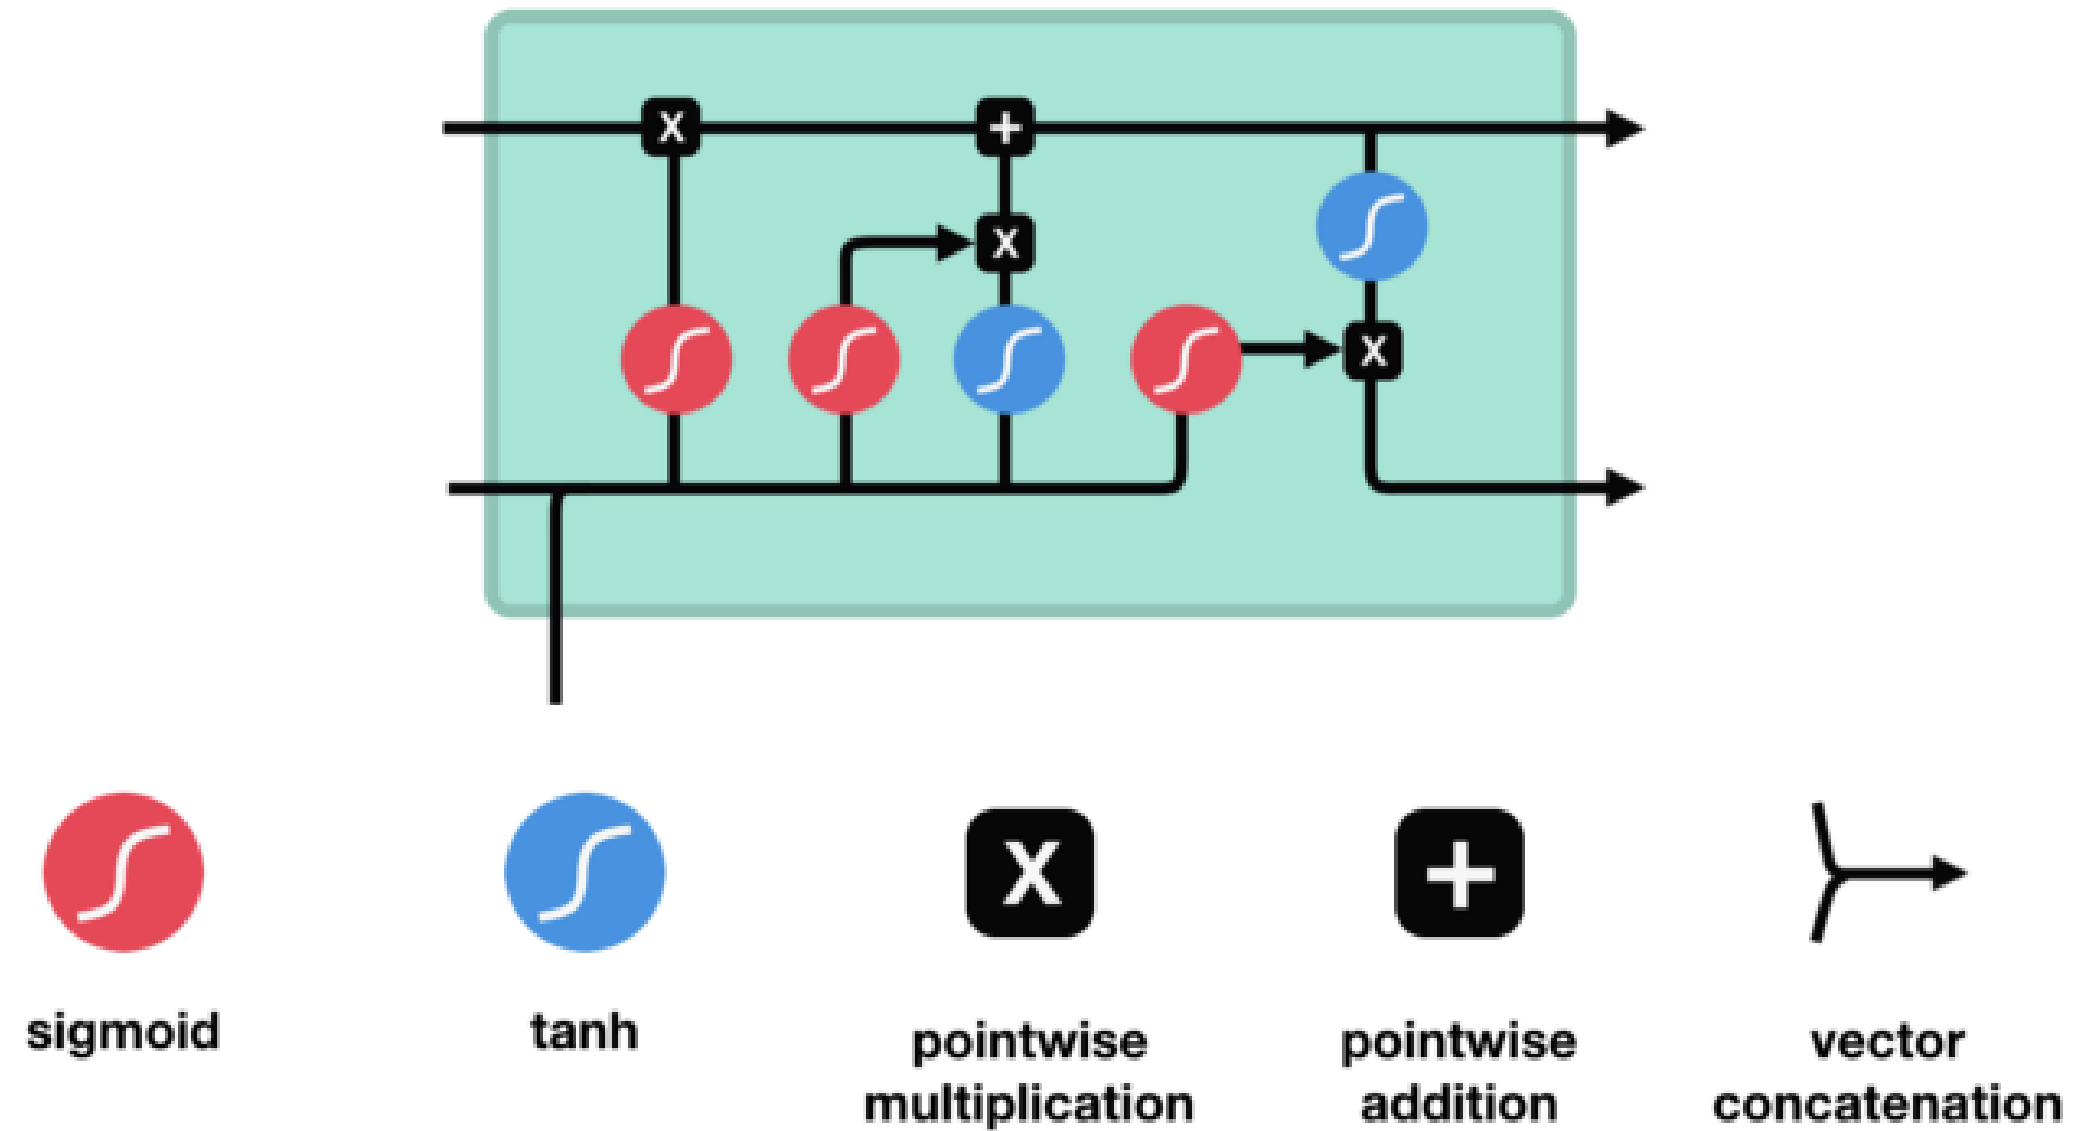 X
+
X
X
X
+
sigmoid
tanh
pointwise
multiplication
pointwise
addition
vector
concatenation